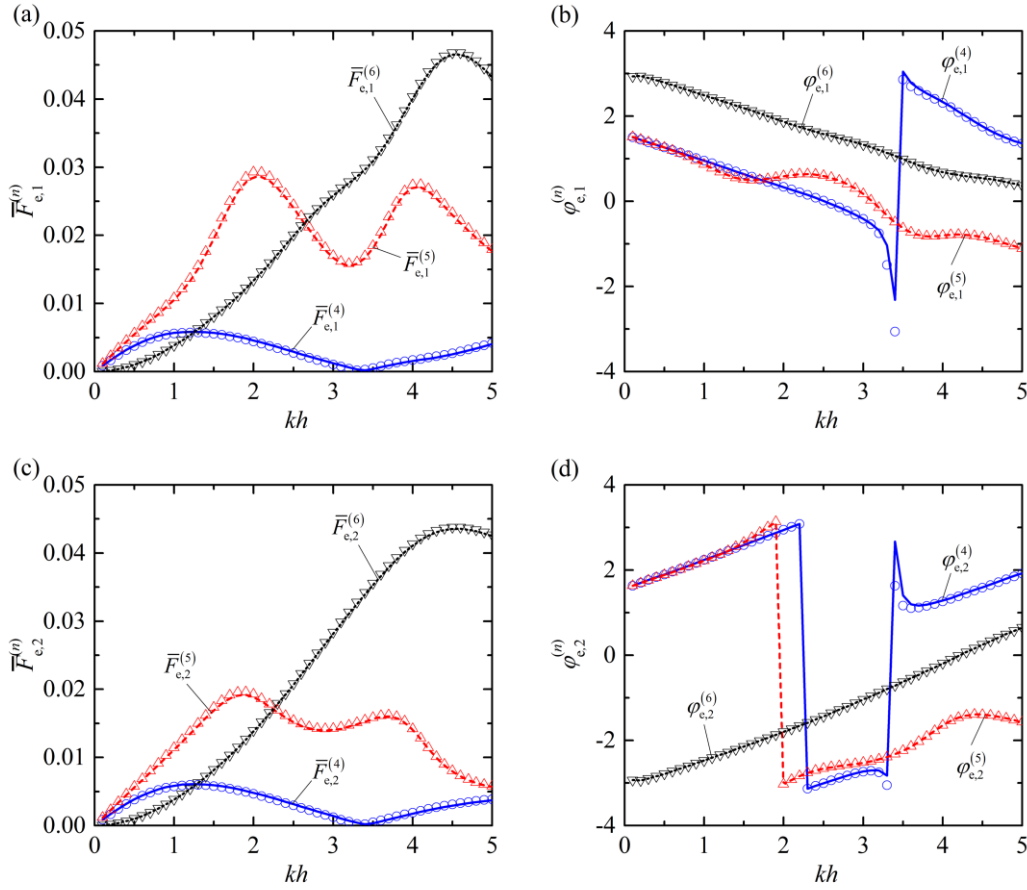 (a)
0.05
0.04
0.03
0.02
0.01
0.00
F̅e,1(n)
F̅e,1(6)
F̅e,1(5)
F̅e,1(4)
0 1 2 3 4 5
kh
(b)
4
2
0
-2
-4
φe,1(n)
φe,1(6)
φe,1(4)
φe,1(5)
0 1 2 3 4 5
kh
(c)
0.05
0.04
0.03
0.02
0.01
0.00
F̅e,2(n)
F̅e,2(6)
F̅e,2(5)
F̅e,2(4)
0 1 2 3 4 5
kh
(d)
4
2
0
-2
-4
φe,2(n)
φe,2(4)
φe,2(6)
φe,2(5)
0 1 2 3 4 5
kh